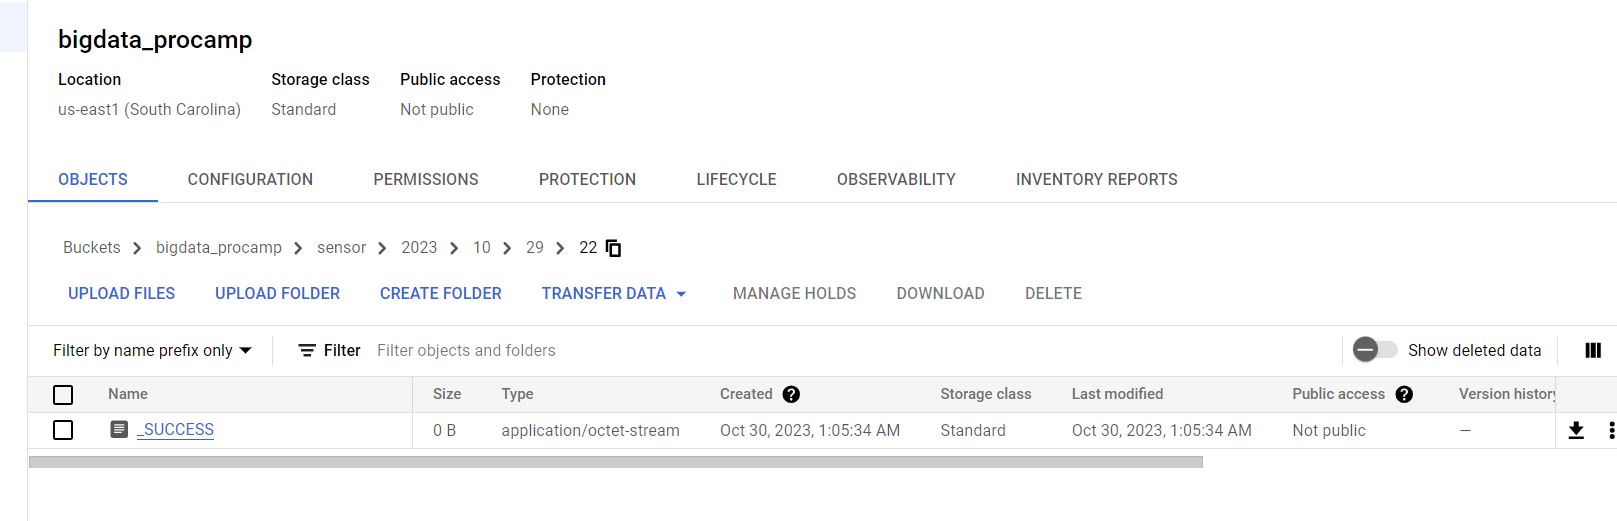 bigdata_procamp
Location Storage class Public access Protection
us-east1 (South Carolina) Standard Not public None
OBJECTS CONFIGURATION PERMISSIONS PROTECTION LIFECYCLE OBSERVABILITY INVENTORY REPORTS
Buckets > bigdata_procamp > sensor > 2023 > 10 > 29 > 22
UPLOAD FILES UPLOAD FOLDER CREATE FOLDER TRANSFER DATA MANAGE HOLDS DOWNLOAD DELETE
Filter by name prefix only Filter Filter objects and folders Show deleted data
Name Size Type Created ? Storage class Last modified Public access ? Version history
_SUCCESS 0 B application/octet-stream Oct 30, 2023, 1:05:34 AM Standard Oct 30, 2023, 1:05:34 AM Not public —